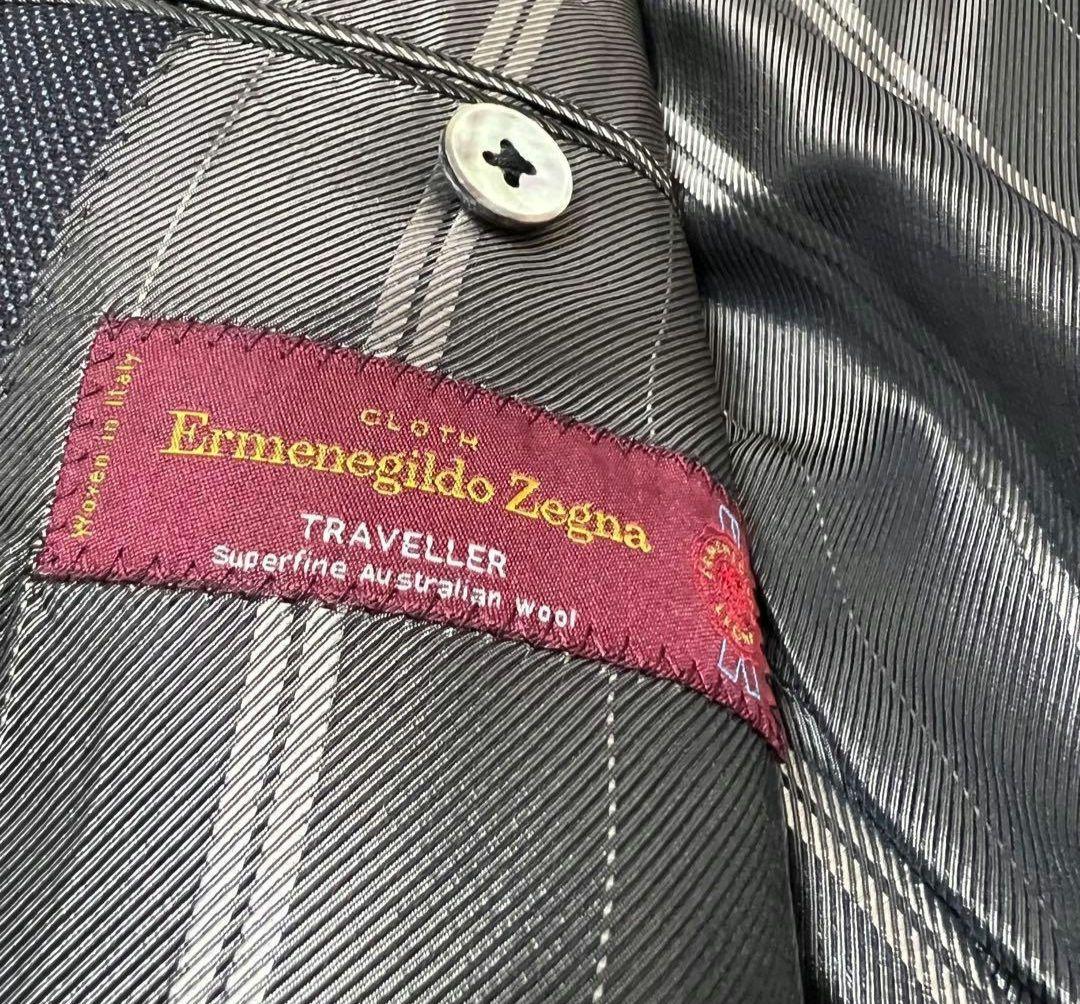 Woven in Italy
CLOTH
Ermenegildo Zegna
TRAVELLER
Superfine Australian wool